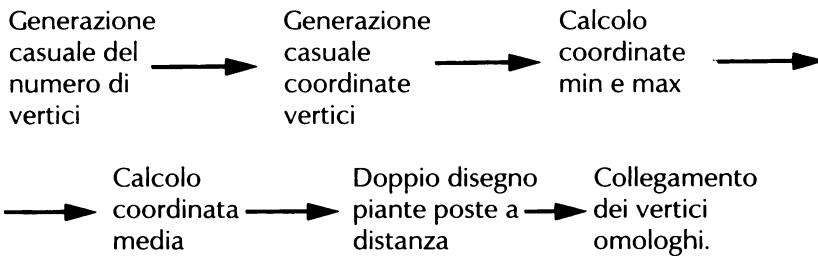 Generazione
casuale del
numero di
vertici
Generazione
casuale
coordinate
vertici
Calcolo
coordinate
min e max
Calcolo
coordinata
media
Doppio disegno
piante poste a
distanza
Collegamento
dei vertici
omologhi.